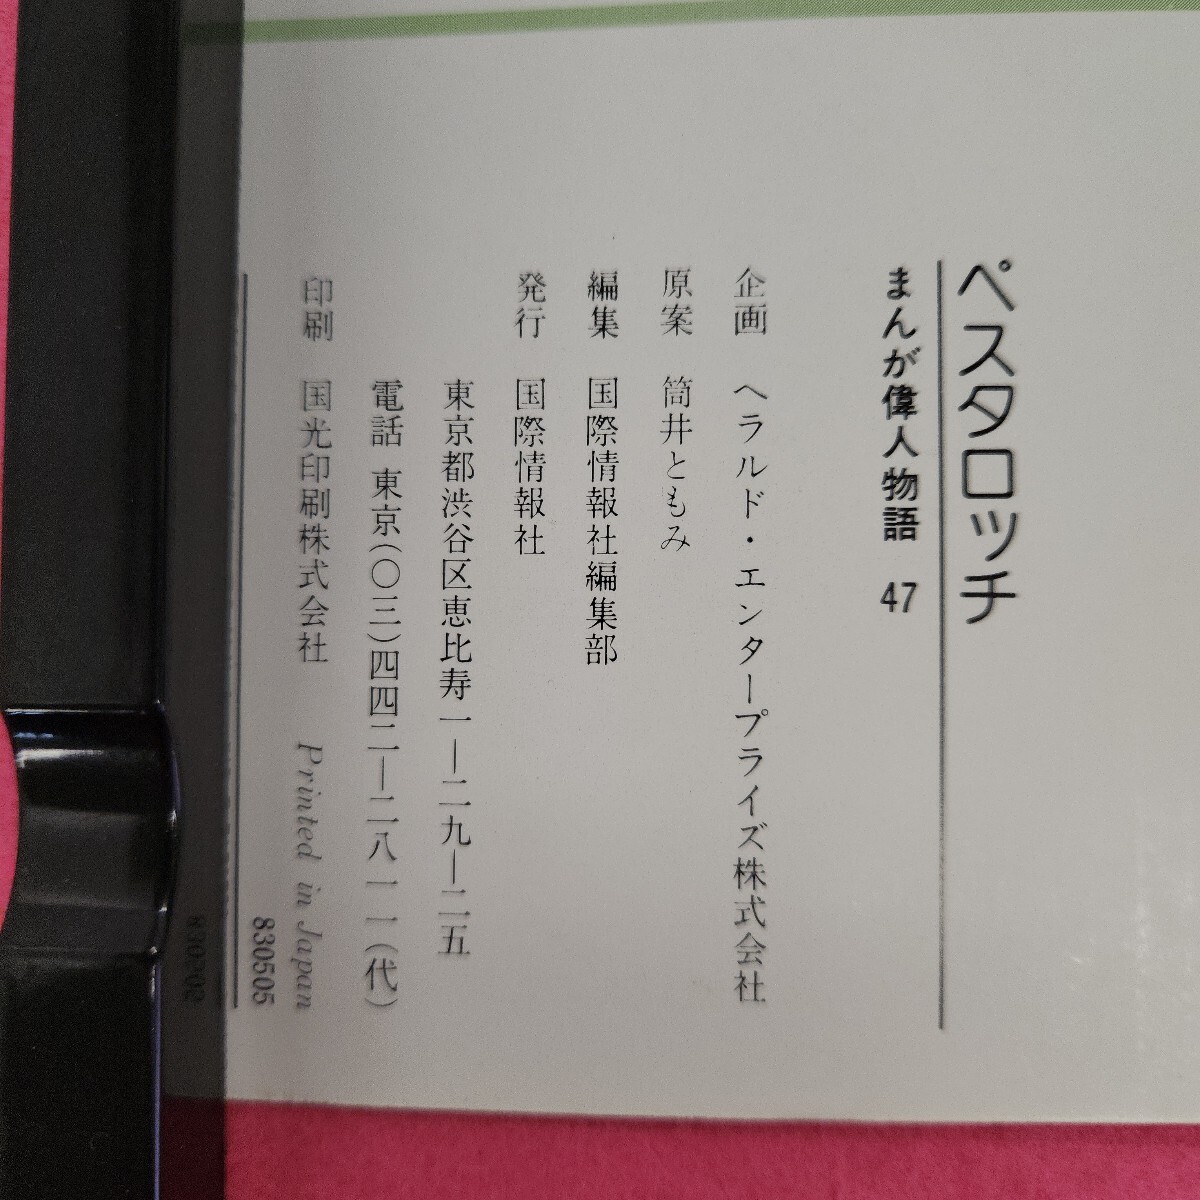 ペスタロッチ
まんが偉人物語 47
企画 ヘラルド・エンタープライズ株式会社
原案 筒井ともみ
編集 国際情報社編集部
発行 国際情報社
東京都渋谷区恵比寿一―二九―二五
電話 東京(〇三)四四二―二八一一(代)
印刷 国光印刷株式会社 Printed in Japan
830505